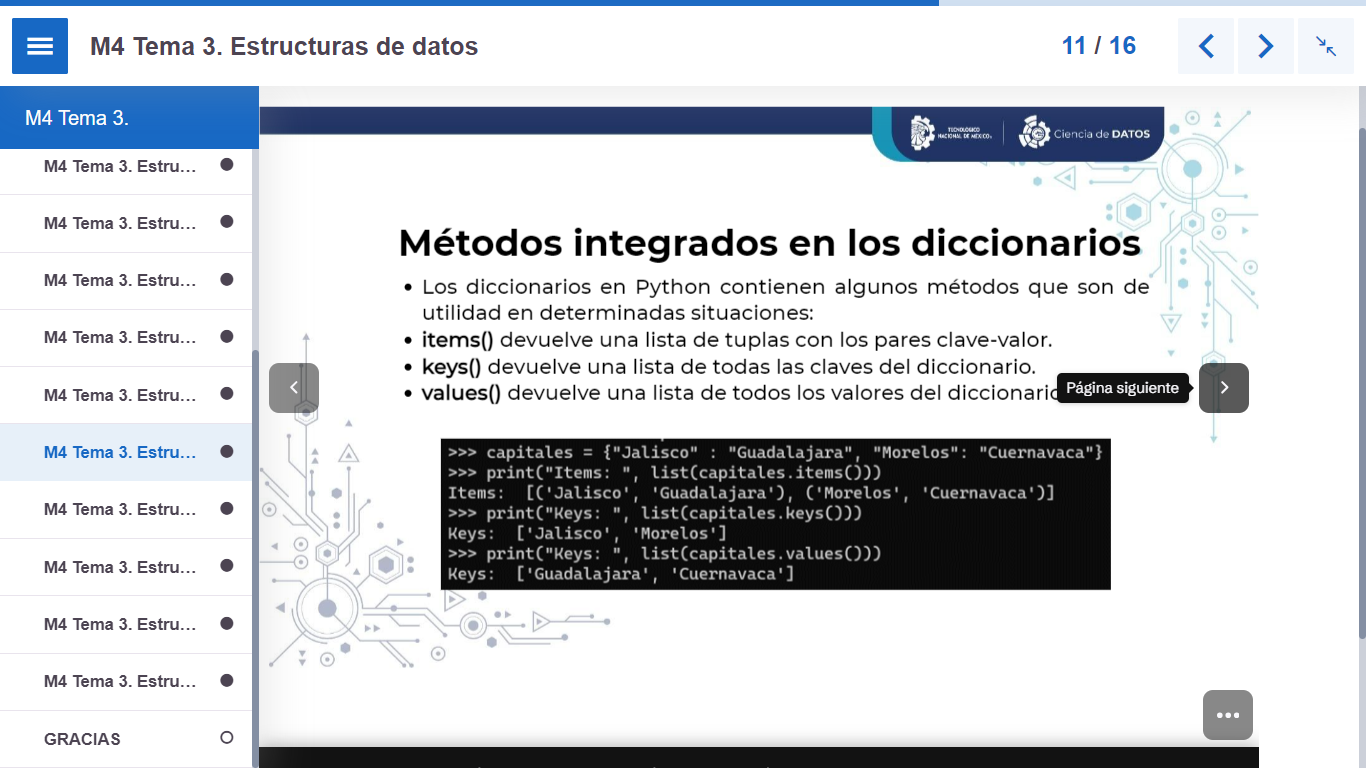 M4 Tema 3. Estructuras de datos
11 / 16
M4 Tema 3.
M4 Tema 3. Estru...
M4 Tema 3. Estru...
M4 Tema 3. Estru...
M4 Tema 3. Estru...
M4 Tema 3. Estru...
M4 Tema 3. Estru...
M4 Tema 3. Estru...
M4 Tema 3. Estru...
M4 Tema 3. Estru...
M4 Tema 3. Estru...
GRACIAS
TECNOLÓGICO
NACIONAL DE MÉXICO®
Ciencia de DATOS
Métodos integrados en los diccionarios
• Los diccionarios en Python contienen algunos métodos que son de
utilidad en determinadas situaciones:
• items() devuelve una lista de tuplas con los pares clave-valor.
• keys() devuelve una lista de todas las claves del diccionario.
• values() devuelve una lista de todos los valores del diccionario
Página siguiente
>>> capitales = {"Jalisco" : "Guadalajara", "Morelos": "Cuernavaca"}
>>> print("Items: ", list(capitales.items()))
Items:  [('Jalisco', 'Guadalajara'), ('Morelos', 'Cuernavaca')]
>>> print("Keys: ", list(capitales.keys()))
Keys:  ['Jalisco', 'Morelos']
>>> print("Keys: ", list(capitales.values()))
Keys:  ['Guadalajara', 'Cuernavaca']